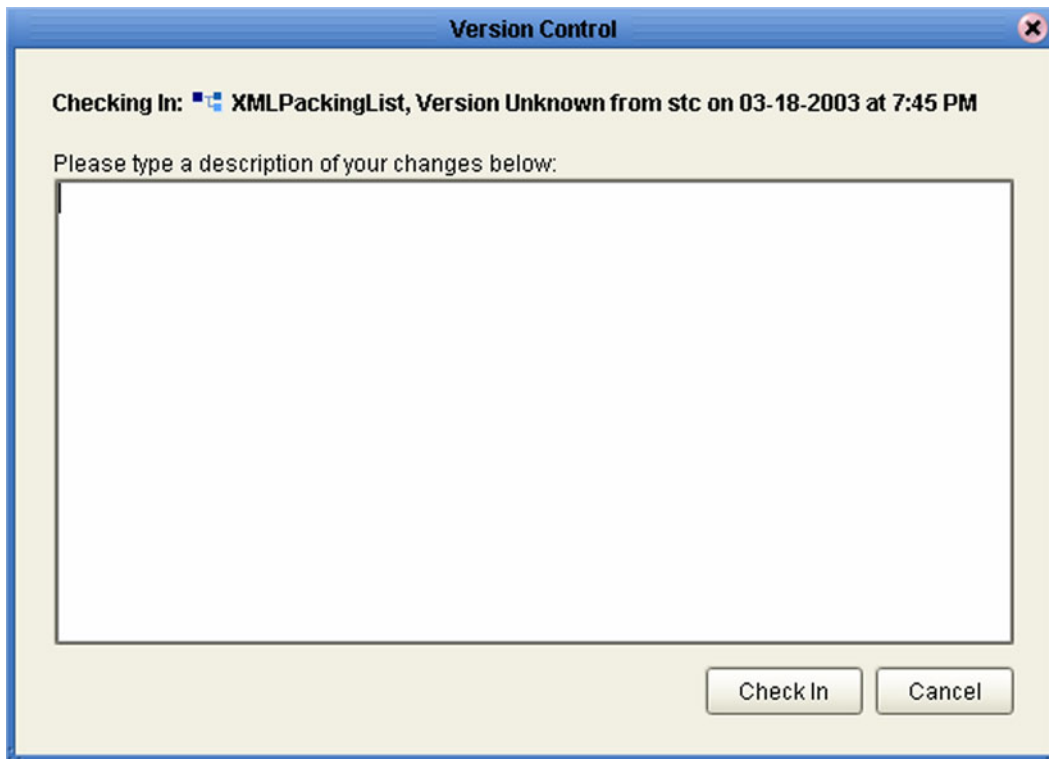 Version Control
Checking In: XMLPackingList, Version Unknown from stc on 03-18-2003 at 7:45 PM
Please type a description of your changes below:
Check In
Cancel